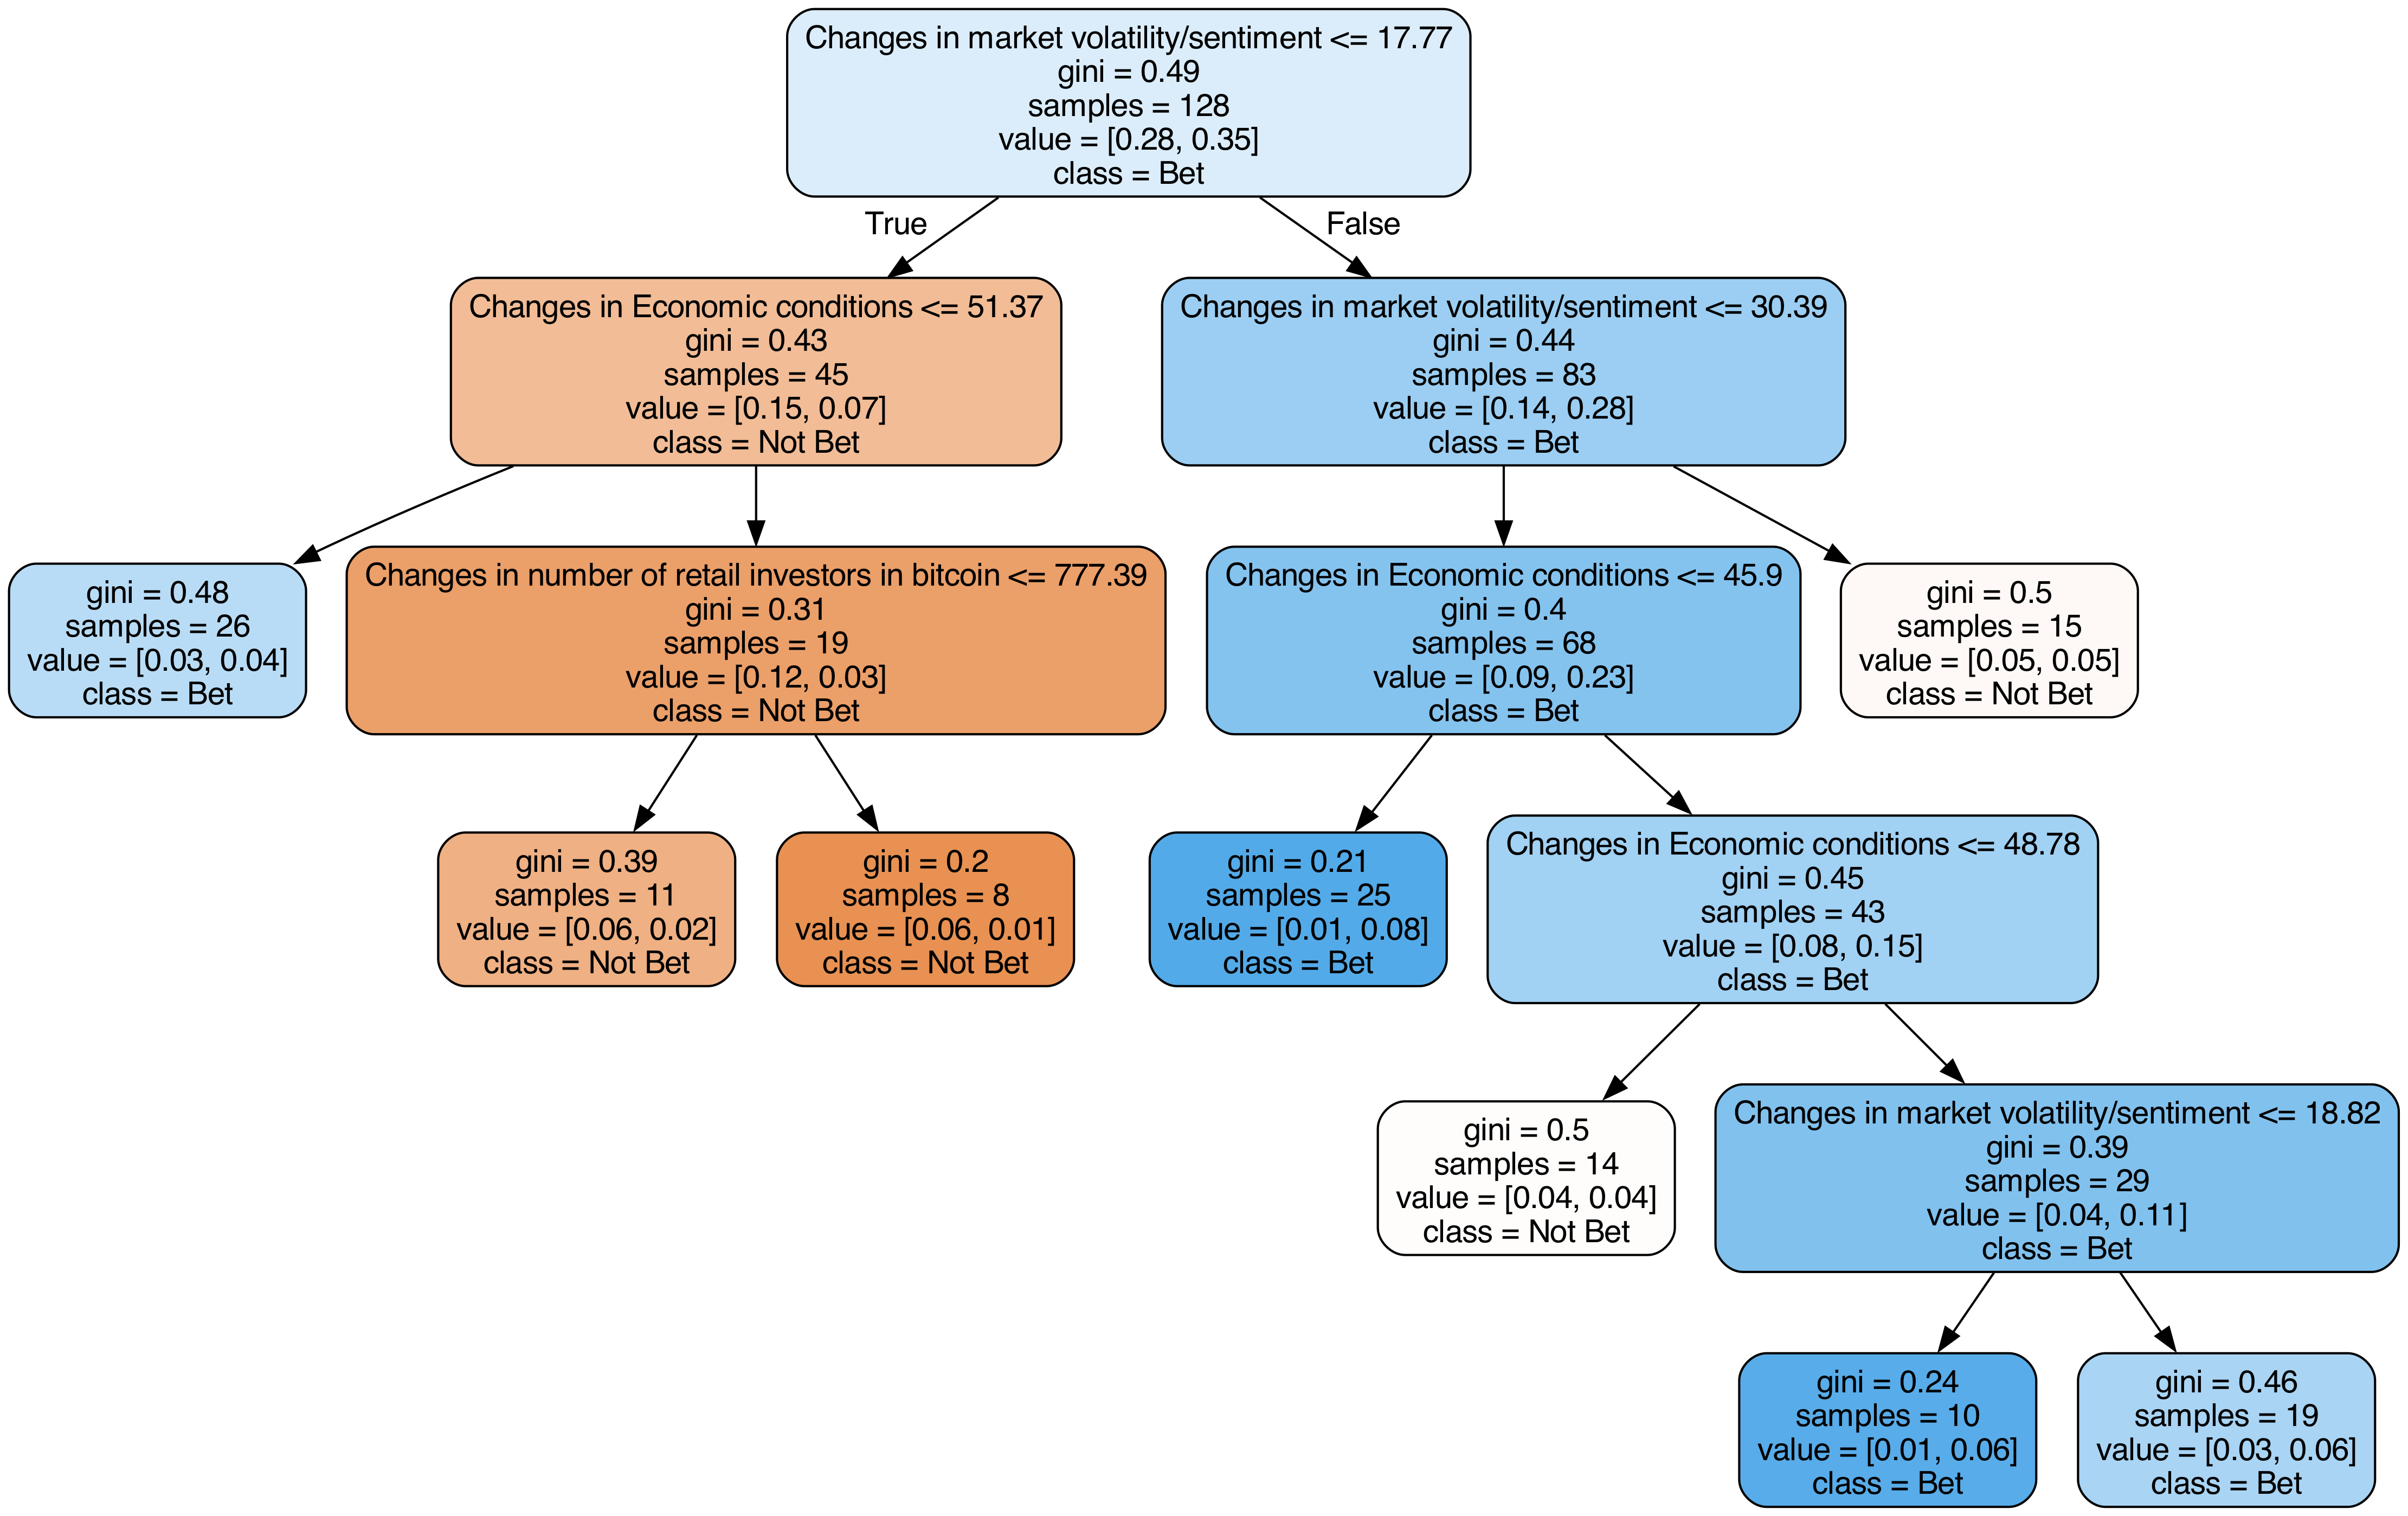 Changes in market volatility/sentiment <= 17.77
gini = 0.49
samples = 128
value = [0.28, 0.35]
class = Bet
True
False
Changes in Economic conditions <= 51.37
gini = 0.43
samples = 45
value = [0.15, 0.07]
class = Not Bet
Changes in market volatility/sentiment <= 30.39
gini = 0.44
samples = 83
value = [0.14, 0.28]
class = Bet
gini = 0.48
samples = 26
value = [0.03, 0.04]
class = Bet
Changes in number of retail investors in bitcoin <= 777.39
gini = 0.31
samples = 19
value = [0.12, 0.03]
class = Not Bet
Changes in Economic conditions <= 45.9
gini = 0.4
samples = 68
value = [0.09, 0.23]
class = Bet
gini = 0.5
samples = 15
value = [0.05, 0.05]
class = Not Bet
gini = 0.39
samples = 11
value = [0.06, 0.02]
class = Not Bet
gini = 0.2
samples = 8
value = [0.06, 0.01]
class = Not Bet
gini = 0.21
samples = 25
value = [0.01, 0.08]
class = Bet
Changes in Economic conditions <= 48.78
gini = 0.45
samples = 43
value = [0.08, 0.15]
class = Bet
gini = 0.5
samples = 14
value = [0.04, 0.04]
class = Not Bet
Changes in market volatility/sentiment <= 18.82
gini = 0.39
samples = 29
value = [0.04, 0.11]
class = Bet
gini = 0.24
samples = 10
value = [0.01, 0.06]
class = Bet
gini = 0.46
samples = 19
value = [0.03, 0.06]
class = Bet